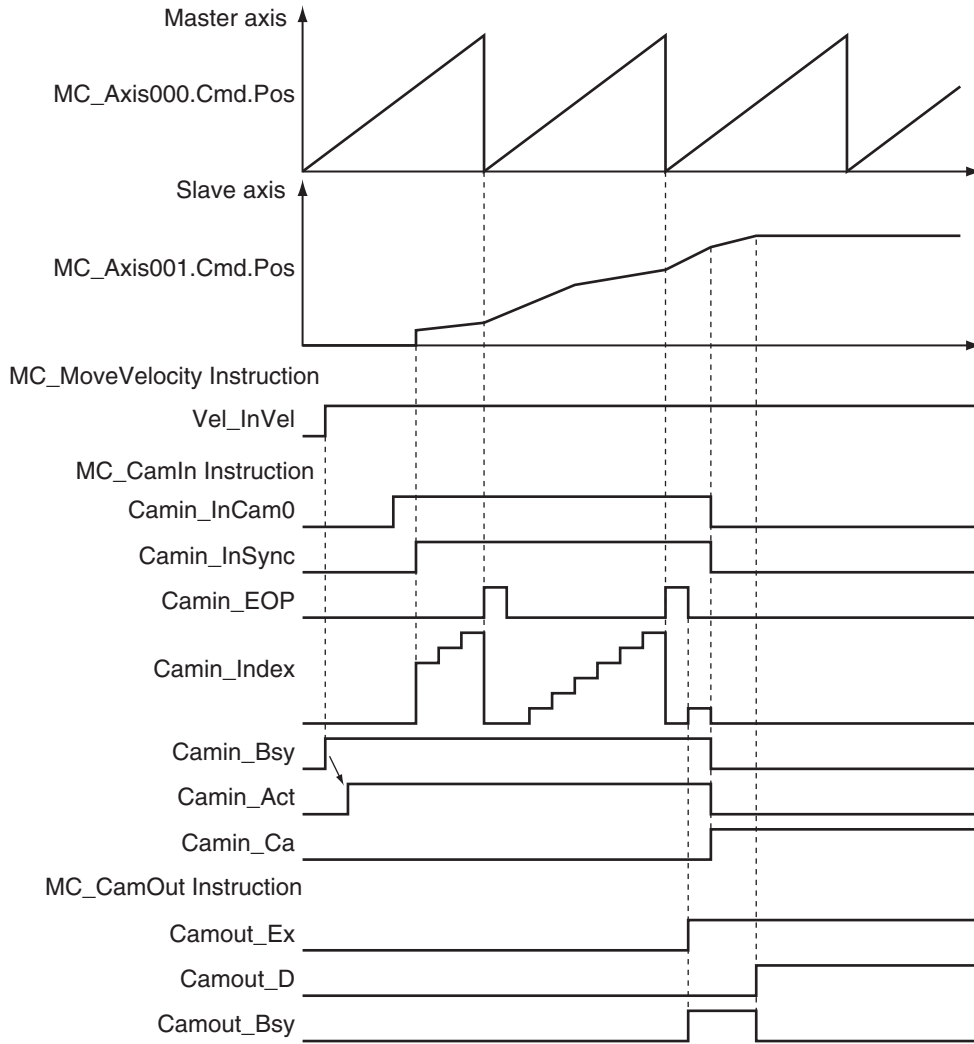 Master axis
MC_Axis000.Cmd.Pos
Slave axis
MC_Axis001.Cmd.Pos
MC_MoveVelocity Instruction
Vel_InVel
MC_CamIn Instruction
Camin_InCam0
Camin_InSync
Camin_EOP
Camin_Index
Camin_Bsy
Camin_Act
Camin_Ca
MC_CamOut Instruction
Camout_Ex
Camout_D
Camout_Bsy